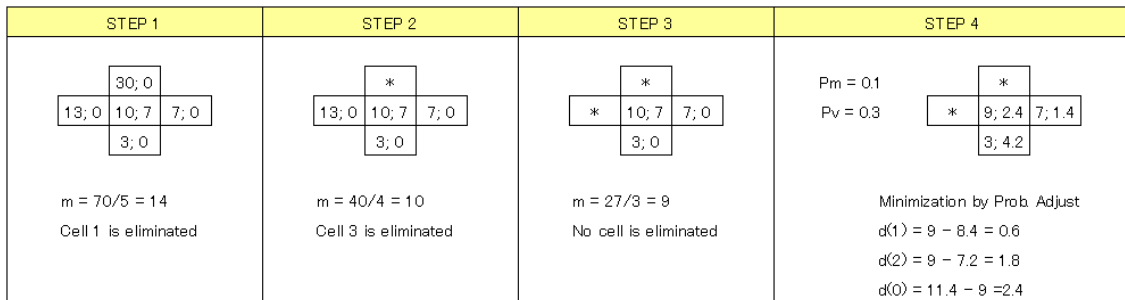 STEP 1
30; 0
13; 0 10; 7 7; 0
3; 0
m = 70/5 = 14
Cell 1 is eliminated
STEP 2
*
13; 0 10; 7 7; 0
3; 0
m = 40/4 = 10
Cell 3 is eliminated
STEP 3
*
* 10; 7 7; 0
3; 0
m = 27/3 = 9
No cell is eliminated
STEP 4
Pm = 0.1
Pv = 0.3
*
* 9; 2.4 7; 1.4
3; 4.2
Minimization by Prob. Adjust
d(1) = 9 - 8.4 = 0.6
d(2) = 9 - 7.2 = 1.8
d(0) = 11.4 - 9 =2.4